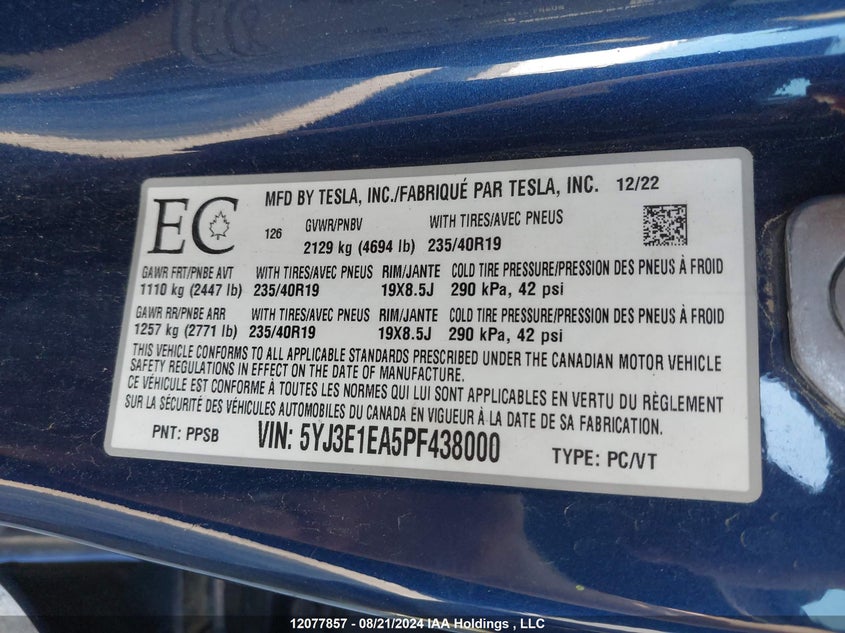 EC
MFD BY TESLA, INC./FABRIQUÉ PAR TESLA, INC. 12/22
126 GVWR/PNBV WITH TIRES/AVEC PNEUS
2129 kg (4694 lb) 235/40R19
GAWR FRT/PNBE AVT WITH TIRES/AVEC PNEUS RIM/JANTE COLD TIRE PRESSURE/PRESSION DES PNEUS À FROID
1110 kg (2447 lb) 235/40R19 19X8.5J 290 kPa, 42 psi
GAWR RR/PNBE ARR WITH TIRES/AVEC PNEUS RIM/JANTE COLD TIRE PRESSURE/PRESSION DES PNEUS À FROID
1257 kg (2771 lb) 235/40R19 19X8.5J 290 kPa, 42 psi
THIS VEHICLE CONFORMS TO ALL APPLICABLE STANDARDS PRESCRIBED UNDER THE CANADIAN MOTOR VEHICLE
SAFETY REGULATIONS IN EFFECT ON THE DATE OF MANUFACTURE.
CE VÉHICULE EST CONFORME À TOUTES LES NORMES QUI LUI SONT APPLICABLES EN VERTU DU RÈGLEMENT
SUR LA SÉCURITÉ DES VÉHICULES AUTOMOBILES DU CANADA EN VIGUEUR À LA DATE DE SA FABRICATION.
PNT: PPSB VIN: 5YJ3E1EA5PF438000 TYPE: PC/VT
12077857 - 08/21/2024 - IAA Holdings , LLC